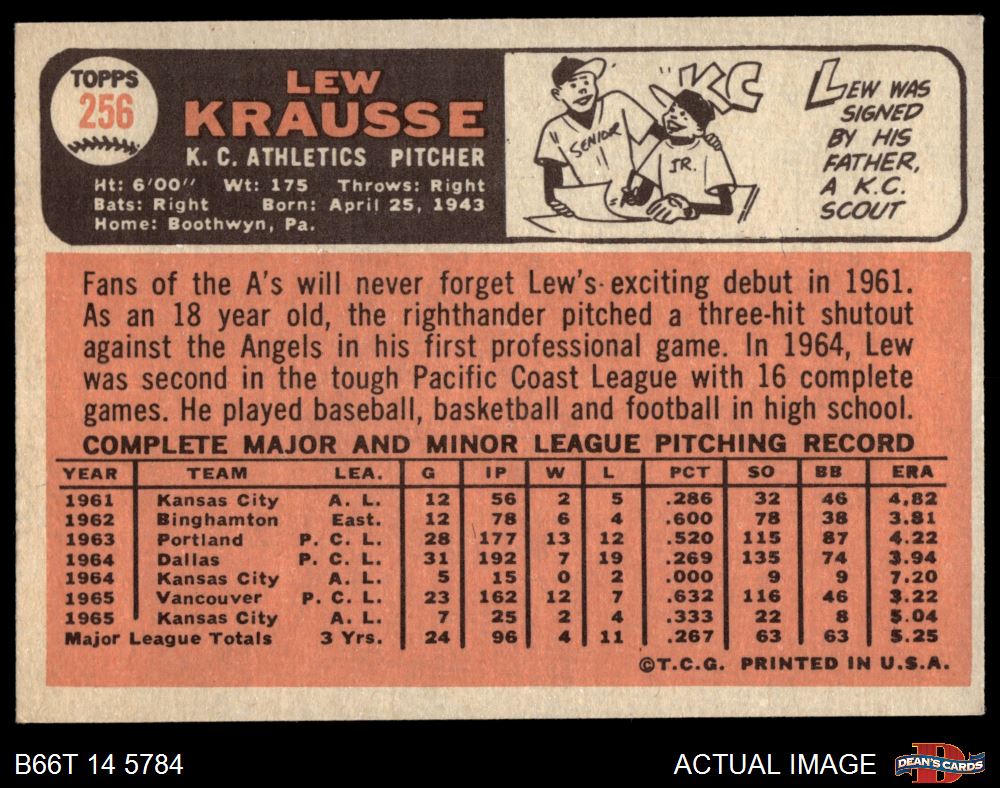 TOPPS
256
LEW
KRAUSSE
K. C. ATHLETICS PITCHER
Ht: 6'00" Wt: 175 Throws: Right
Bats: Right Born: April 25, 1943
Home: Boothwyn, Pa.
KC
SENIOR
JR.
LEW WAS
SIGNED
BY HIS
FATHER,
A K.C.
SCOUT
Fans of the A's will never forget Lew's exciting debut in 1961.
As an 18 year old, the righthander pitched a three-hit shutout
against the Angels in his first professional game. In 1964, Lew
was second in the tough Pacific Coast League with 16 complete
games. He played baseball, basketball and football in high school.
COMPLETE MAJOR AND MINOR LEAGUE PITCHING RECORD
YEAR TEAM LEA. G IP W L PCT SO BB ERA
1961 Kansas City A. L. 12 56 2 5 .286 32 46 4.82
1962 Binghamton East. 12 78 6 4 .600 78 38 3.81
1963 Portland P. C. L. 28 177 13 12 .520 115 87 4.22
1964 Dallas P. C. L. 31 192 7 19 .269 135 74 3.94
1964 Kansas City A. L. 5 15 0 2 .000 9 9 7.20
1965 Vancouver P. C. L. 23 162 12 7 .632 116 46 3.22
1965 Kansas City A. L. 7 25 2 4 .333 22 8 5.04
Major League Totals 3 Yrs. 24 96 4 11 .267 63 63 5.25
©T.C.G. PRINTED IN U.S.A.
B66T 14 5784
ACTUAL IMAGE
DEAN'S CARDS